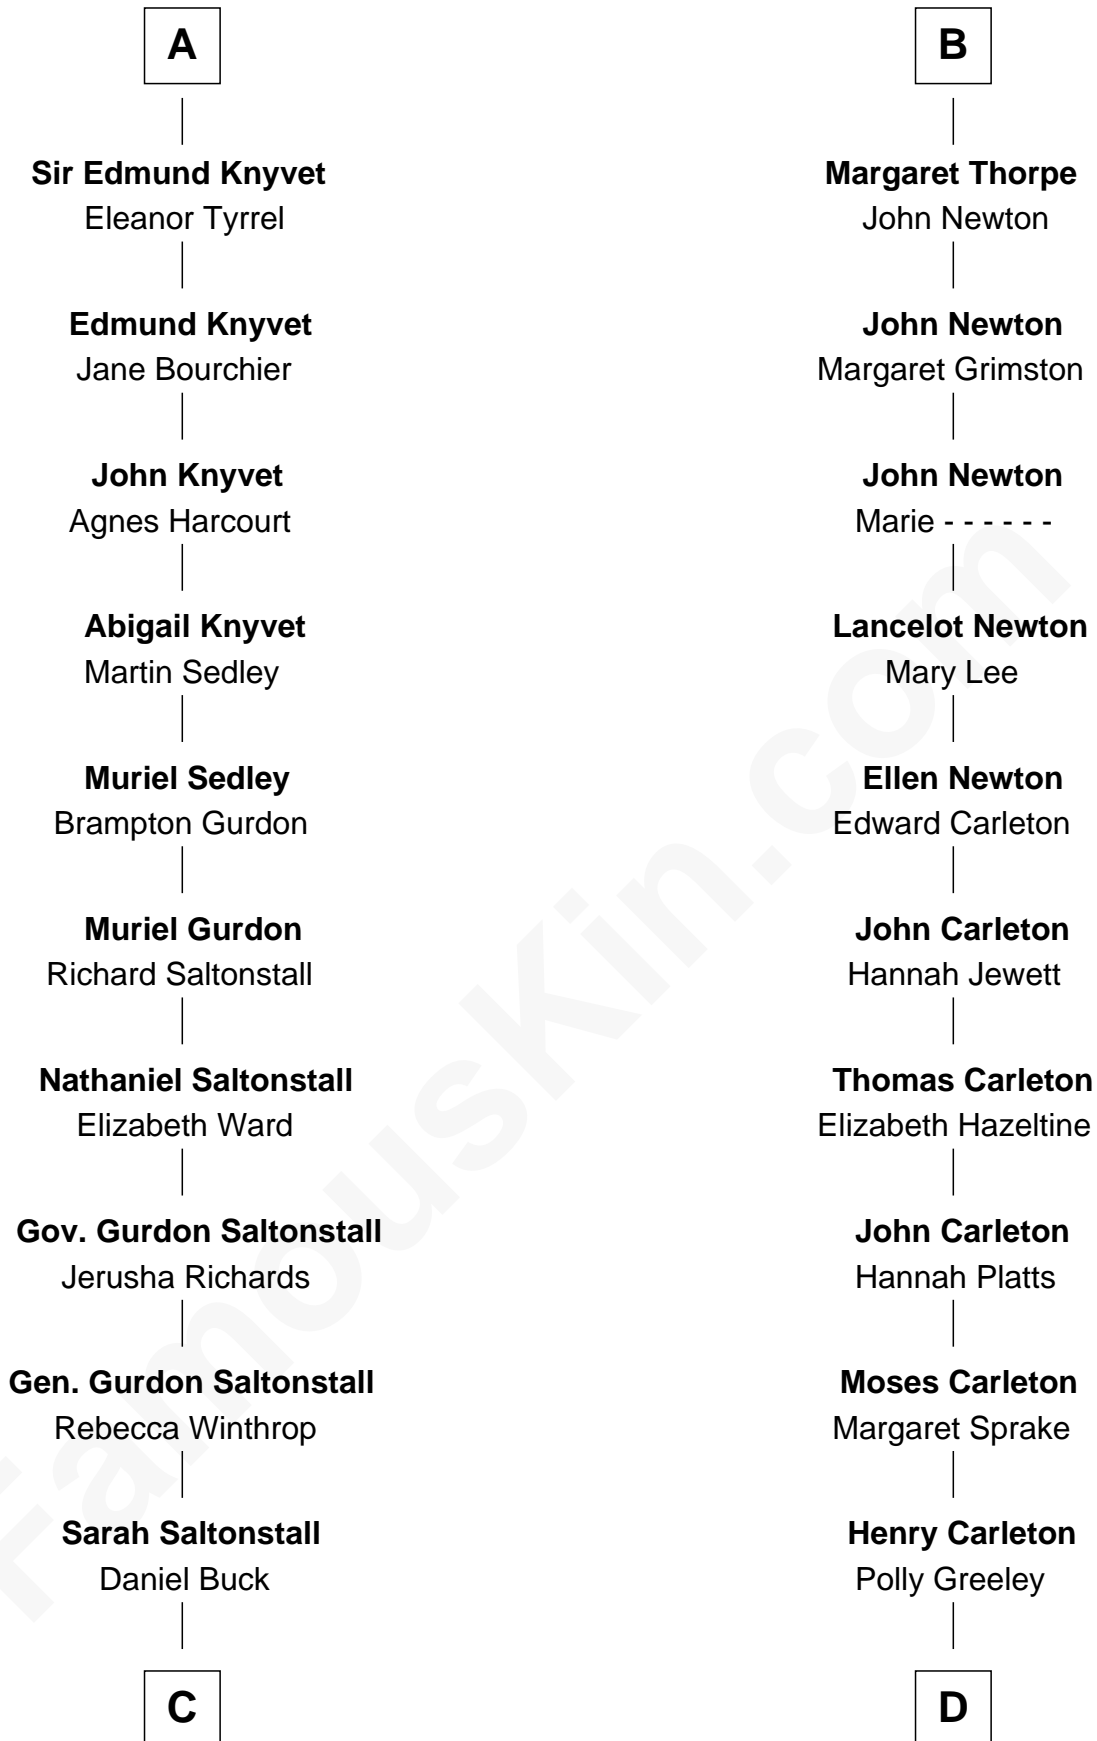 A
Sir Edmund Knyvet
Eleanor Tyrrel
Edmund Knyvet
Jane Bourchier
John Knyvet
Agnes Harcourt
Abigail Knyvet
Martin Sedley
Muriel Sedley
Brampton Gurdon
Muriel Gurdon
Richard Saltonstall
Nathaniel Saltonstall
Elizabeth Ward
Gov. Gurdon Saltonstall
Jerusha Richards
Gen. Gurdon Saltonstall
Rebecca Winthrop
Sarah Saltonstall
Daniel Buck
C
B
Margaret Thorpe
John Newton
John Newton
Margaret Grimston
John Newton
Marie - - - - - -
Lancelot Newton
Mary Lee
Ellen Newton
Edward Carleton
John Carleton
Hannah Jewett
Thomas Carleton
Elizabeth Hazeltine
John Carleton
Hannah Platts
Moses Carleton
Margaret Sprake
Henry Carleton
Polly Greeley
D
FamousKin.com